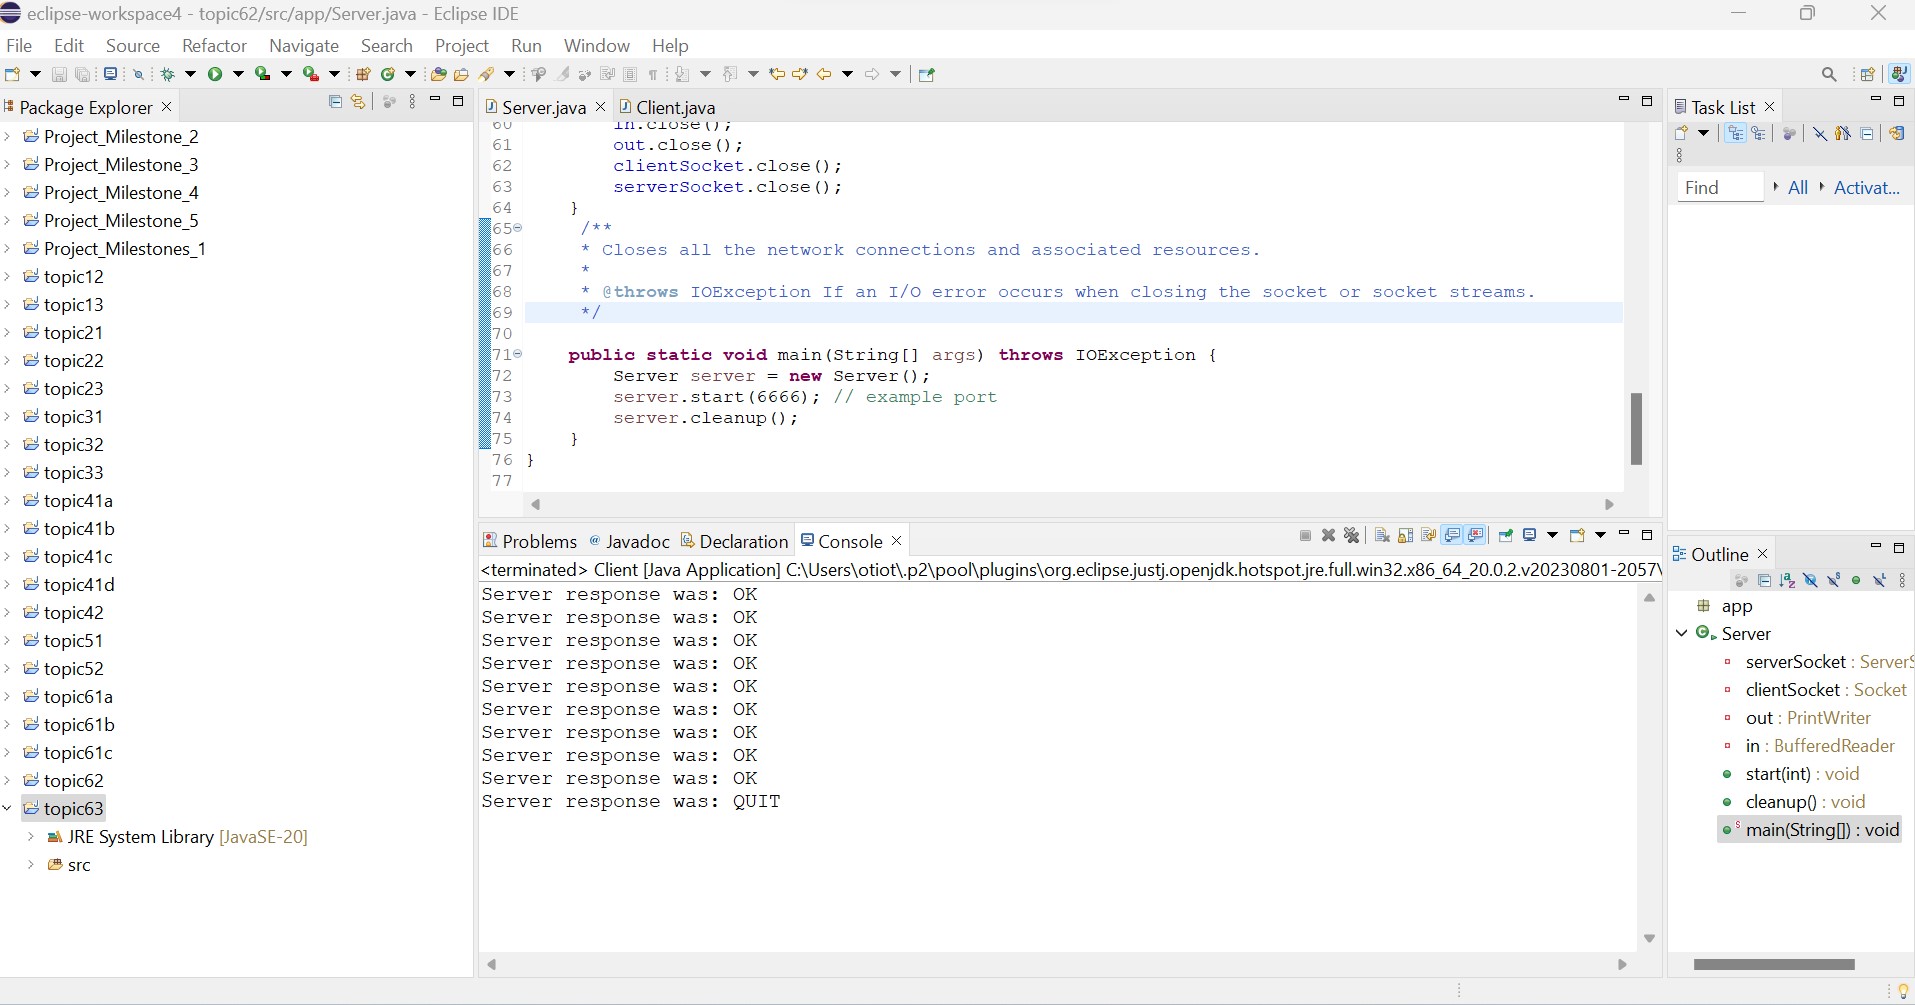 eclipse-workspace4 - topic62/src/app/Server.java - Eclipse IDE
File Edit Source Refactor Navigate Search Project Run Window Help
Package Explorer
Project_Milestone_2
Project_Milestone_3
Project_Milestone_4
Project_Milestone_5
Project_Milestones_1
topic12
topic13
topic21
topic22
topic23
topic31
topic32
topic33
topic41a
topic41b
topic41c
topic41d
topic42
topic51
topic52
topic61a
topic61b
topic61c
topic62
topic63
JRE System Library [JavaSE-20]
src
Server.java Client.java
60 in.close();
61 out.close();
62 clientSocket.close();
63 serverSocket.close();
64 }
65 /**
66 * Closes all the network connections and associated resources.
67 *
68 * @throws IOException If an I/O error occurs when closing the socket or socket streams.
69 */
70
71 public static void main(String[] args) throws IOException {
72 Server server = new Server();
73 server.start(6666); // example port
74 server.cleanup();
75 }
76 }
77
Problems @ Javadoc Declaration Console
<terminated> Client [Java Application] C:\Users\otiot\.p2\pool\plugins\org.eclipse.justj.openjdk.hotspot.jre.full.win32.x86_64_20.0.2.v20230801-2057\
Server response was: OK
Server response was: OK
Server response was: OK
Server response was: OK
Server response was: OK
Server response was: OK
Server response was: OK
Server response was: OK
Server response was: OK
Server response was: QUIT
Task List
Find All Activat...
Outline
app
Server
serverSocket : ServerS
clientSocket : Socket
out : PrintWriter
in : BufferedReader
start(int) : void
cleanup() : void
main(String[]) : void